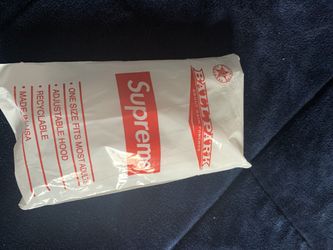 BALLPARK
Supreme
• ONE SIZE FITS MOST ADULTS
• ADJUSTABLE HOOD
• RECYCLABLE
• MADE IN USA